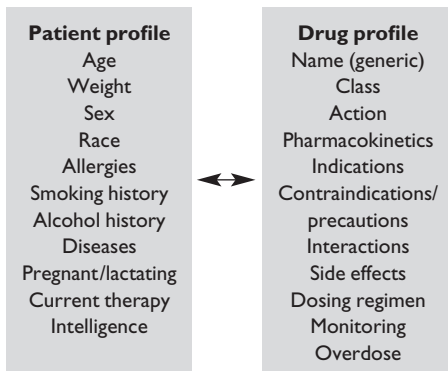 Patient profile
Age
Weight
Sex
Race
Allergies
Smoking history
Alcohol history
Diseases
Pregnant/lactating
Current therapy
Intelligence
Drug profile
Name (generic)
Class
Action
Pharmacokinetics
Indications
Contraindications/
precautions
Interactions
Side effects
Dosing regimen
Monitoring
Overdose